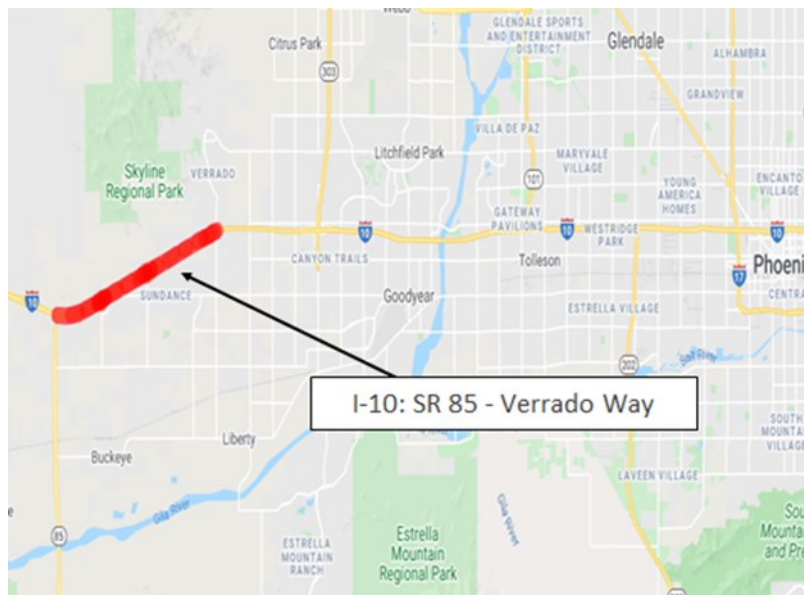 Citrus Park
GLENDALE SPORTS
AND ENTERTAINMENT
DISTRICT
Glendale
ALHAMBRA
303
GRANDVIEW
VILLA DE PAZ
Litchfield Park
Skyline
Regional Park
VERRADO
MARYVALE
VILLAGE
101
YOUNG
AMERICA
HOMES
ENCANTO
VILLAGE
GATEWAY
PAVILIONS
WESTRIDGE
PARK
10
10
10
CANYON TRAILS
Tolleson
Phoeni
17
10
SUNDANCE
Goodyear
ESTRELLA VILLAGE
CENTR
202
Salt River
I-10: SR 85 - Verrado Way
Liberty
Buckeye
SOUTH
MOUNTAIN
VILLAGE
LAVEEN VILLAGE
Gila River
Gila River
85
ESTRELLA
MOUNTAIN
RANCH
Estrella
Mountain
Regional Park
Sou
Mounta
and Pre